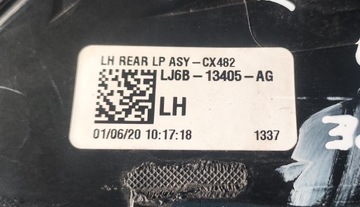 LH REAR LP ASY-CX482
LJ6B-13405-AG
LH
01/06/20 10:17:18 1337